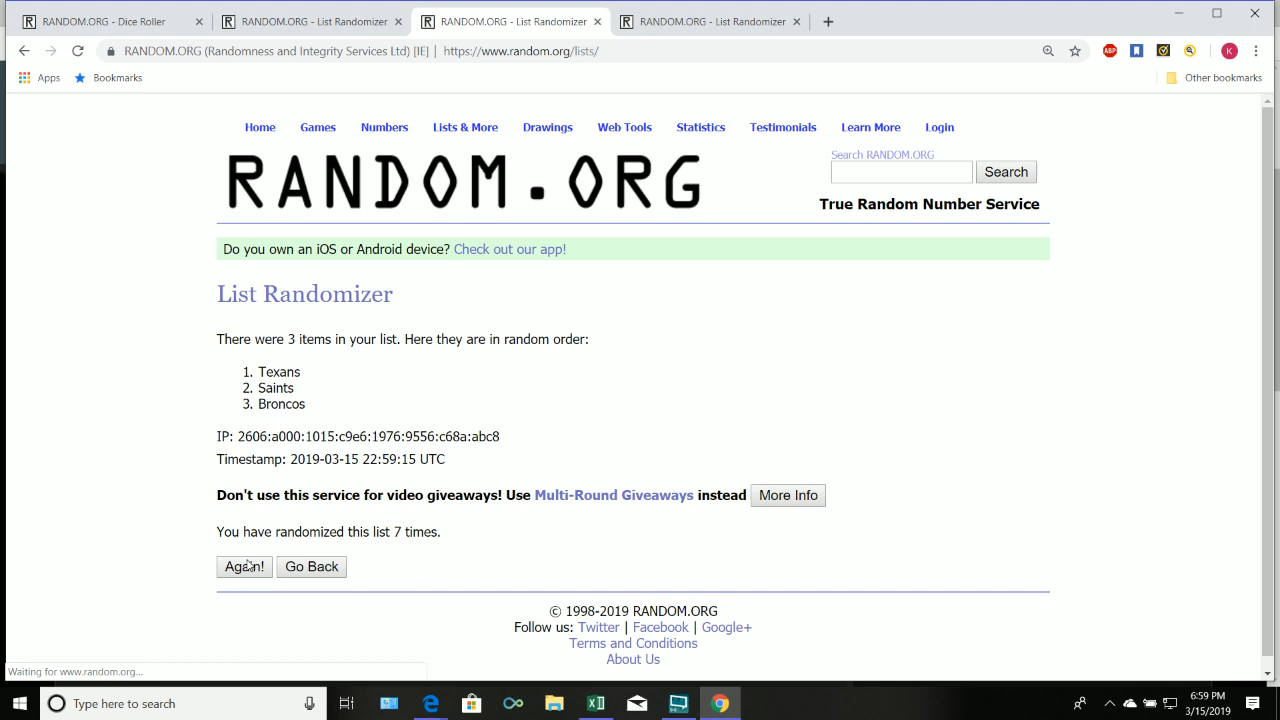 RANDOM.ORG - Dice Roller
RANDOM.ORG - List Randomizer
RANDOM.ORG - List Randomizer
RANDOM.ORG - List Randomizer
RANDOM.ORG (Randomness and Integrity Services Ltd) [IE] | https://www.random.org/lists/
ABP
K
Apps
Bookmarks
Other bookmarks
Home Games Numbers Lists & More Drawings Web Tools Statistics Testimonials Learn More Login
RANDOM.ORG
Search RANDOM.ORG
Search
True Random Number Service
Do you own an iOS or Android device? Check out our app!
List Randomizer
There were 3 items in your list. Here they are in random order:
1. Texans
2. Saints
3. Broncos
IP: 2606:a000:1015:c9e6:1976:9556:c68a:abc8
Timestamp: 2019-03-15 22:59:15 UTC
Don't use this service for video giveaways! Use Multi-Round Giveaways instead More Info
You have randomized this list 7 times.
Again! Go Back
© 1998-2019 RANDOM.ORG
Follow us: Twitter | Facebook | Google+
Terms and Conditions
About Us
Waiting for www.random.org...
Type here to search
6:59 PM
3/15/2019